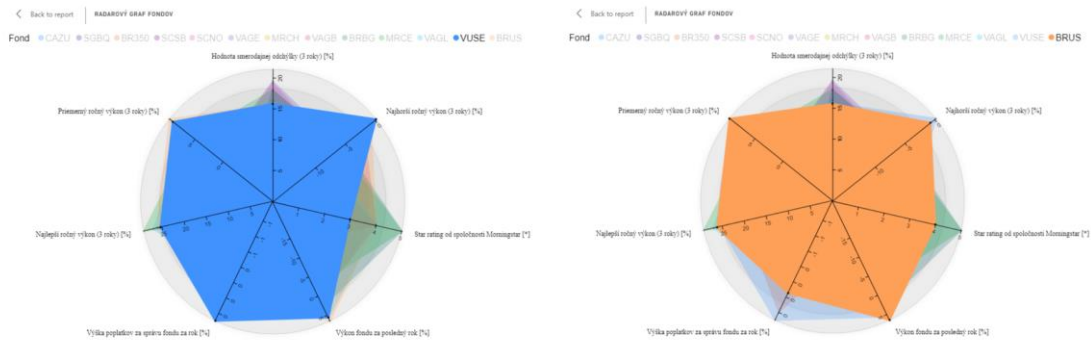 Back to report
RADAROVÝ GRAF FONDOV
Fond CAZU SGBQ BR350 SCSB SCNO VAGE MRCH VAGB BRBG MRCE VAGL VUSE BRUS
Hodnota smerodajnej odchýlky (3 roky) [%]
Priemerný ročný výkon (3 roky) [%]
Najhorší ročný výkon (3 roky) [%]
Najlepší ročný výkon (3 roky) [%]
Star rating od spoločnosti Morningstar [*]
Výška poplatkov za správu fondu za rok [%]
Výkon fondu za posledný rok [%]
Back to report
RADAROVÝ GRAF FONDOV
Fond CAZU SGBQ BR350 SCSB SCNO VAGE MRCH VAGB BRBG MRCE VAGL VUSE BRUS
Hodnota smerodajnej odchýlky (3 roky) [%]
Priemerný ročný výkon (3 roky) [%]
Najhorší ročný výkon (3 roky) [%]
Najlepší ročný výkon (3 roky) [%]
Star rating od spoločnosti Morningstar [*]
Výška poplatkov za správu fondu za rok [%]
Výkon fondu za posledný rok [%]